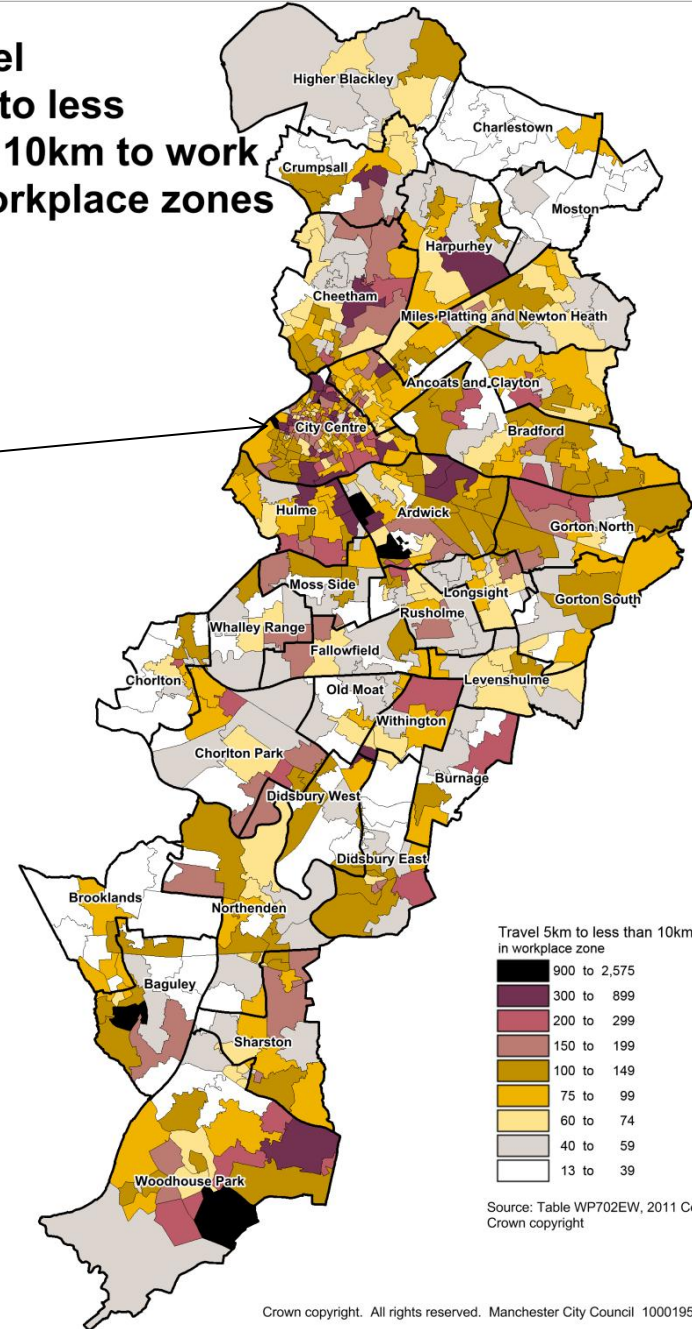 el
to less
10km to work
orkplace zones
Higher Blackley
Charlestown
Crumpsall
Moston
Harpurhey
Cheetham
Miles Platting and Newton Heath
Ancoats and Clayton
City Centre
Bradford
Hulme
Ardwick
Gorton North
Moss Side
Longsight
Gorton South
Rusholme
Whalley Range
Fallowfield
Chorlton
Old Moat
Levenshulme
Withington
Chorlton Park
Burnage
Didsbury West
Didsbury East
Brooklands
Northenden
Baguley
Sharston
Woodhouse Park
Travel 5km to less than 10km
in workplace zone
900 to 2,575
300 to 899
200 to 299
150 to 199
100 to 149
75 to 99
60 to 74
40 to 59
13 to 39
Source: Table WP702EW, 2011 Ce
Crown copyright
Crown copyright. All rights reserved. Manchester City Council 1000195